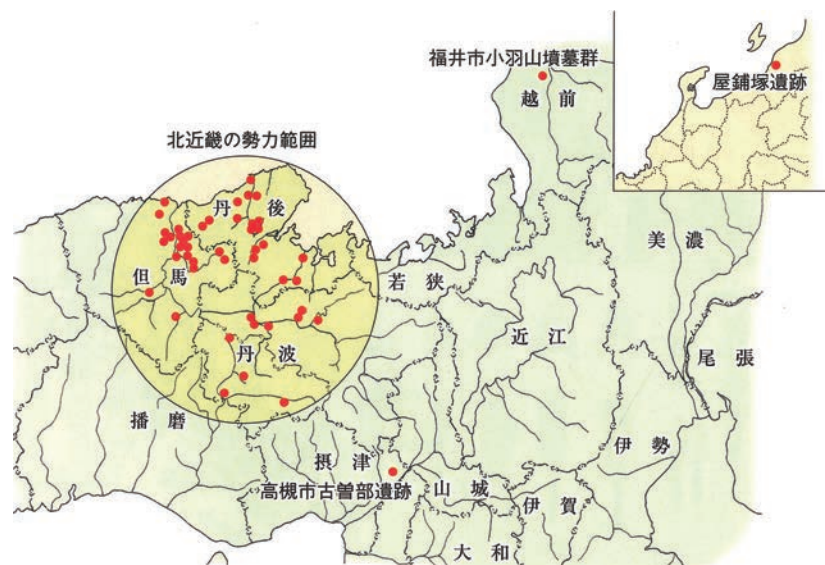 福井市小羽山墳墓群
屋鋪塚遺跡
越前
北近畿の勢力範囲
丹後
美濃
但馬
若狭
近江
尾張
丹波
播磨
伊勢
摂津
高槻市古曽部遺跡
山城
伊賀
大和